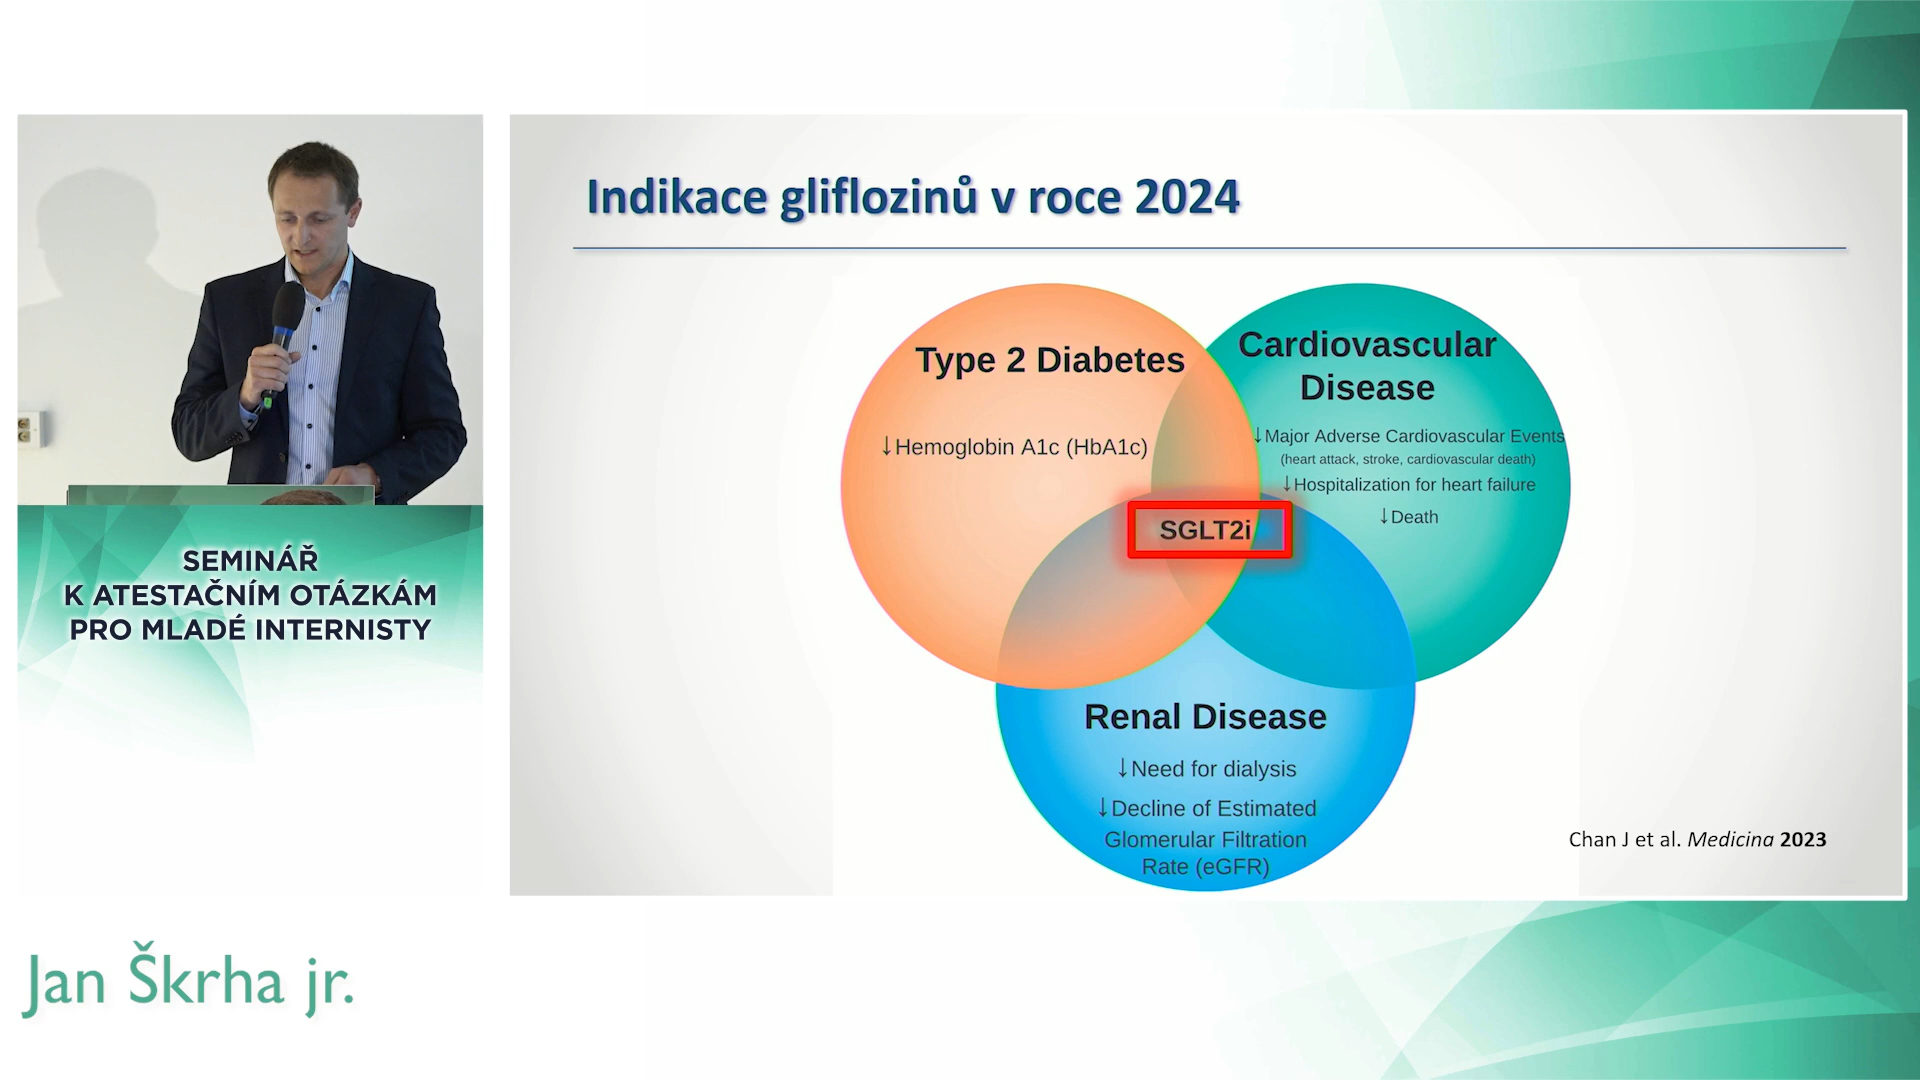 Indikace gliflozinů v roce 2024
Type 2 Diabetes
↓Hemoglobin A1c (HbA1c)
Cardiovascular
Disease
↓Major Adverse Cardiovascular Events
(heart attack, stroke, cardiovascular death)
↓Hospitalization for heart failure
↓Death
SGLT2i
Renal Disease
↓Need for dialysis
↓Decline of Estimated
Glomerular Filtration
Rate (eGFR)
Chan J et al. Medicina 2023
SEMINÁŘ
K ATESTAČNÍM OTÁZKÁM
PRO MLADÉ INTERNISTY
Jan Škrha jr.